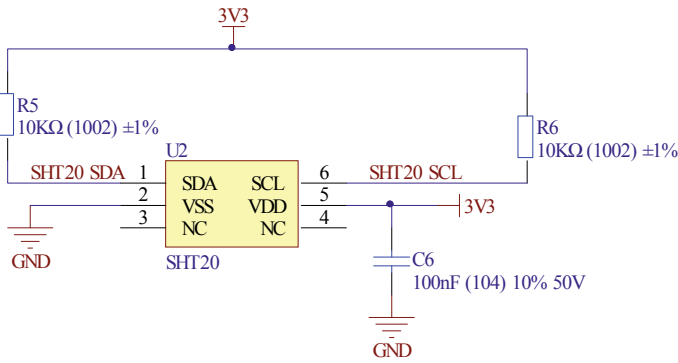 3V3
R5
10KΩ (1002) ±1%
R6
10KΩ (1002) ±1%
U2
SHT20 SDA 1 SDA SCL 6 SHT20 SCL
2 VSS VDD 5 3V3
3 NC NC 4
GND
SHT20
C6
100nF (104) 10% 50V
GND